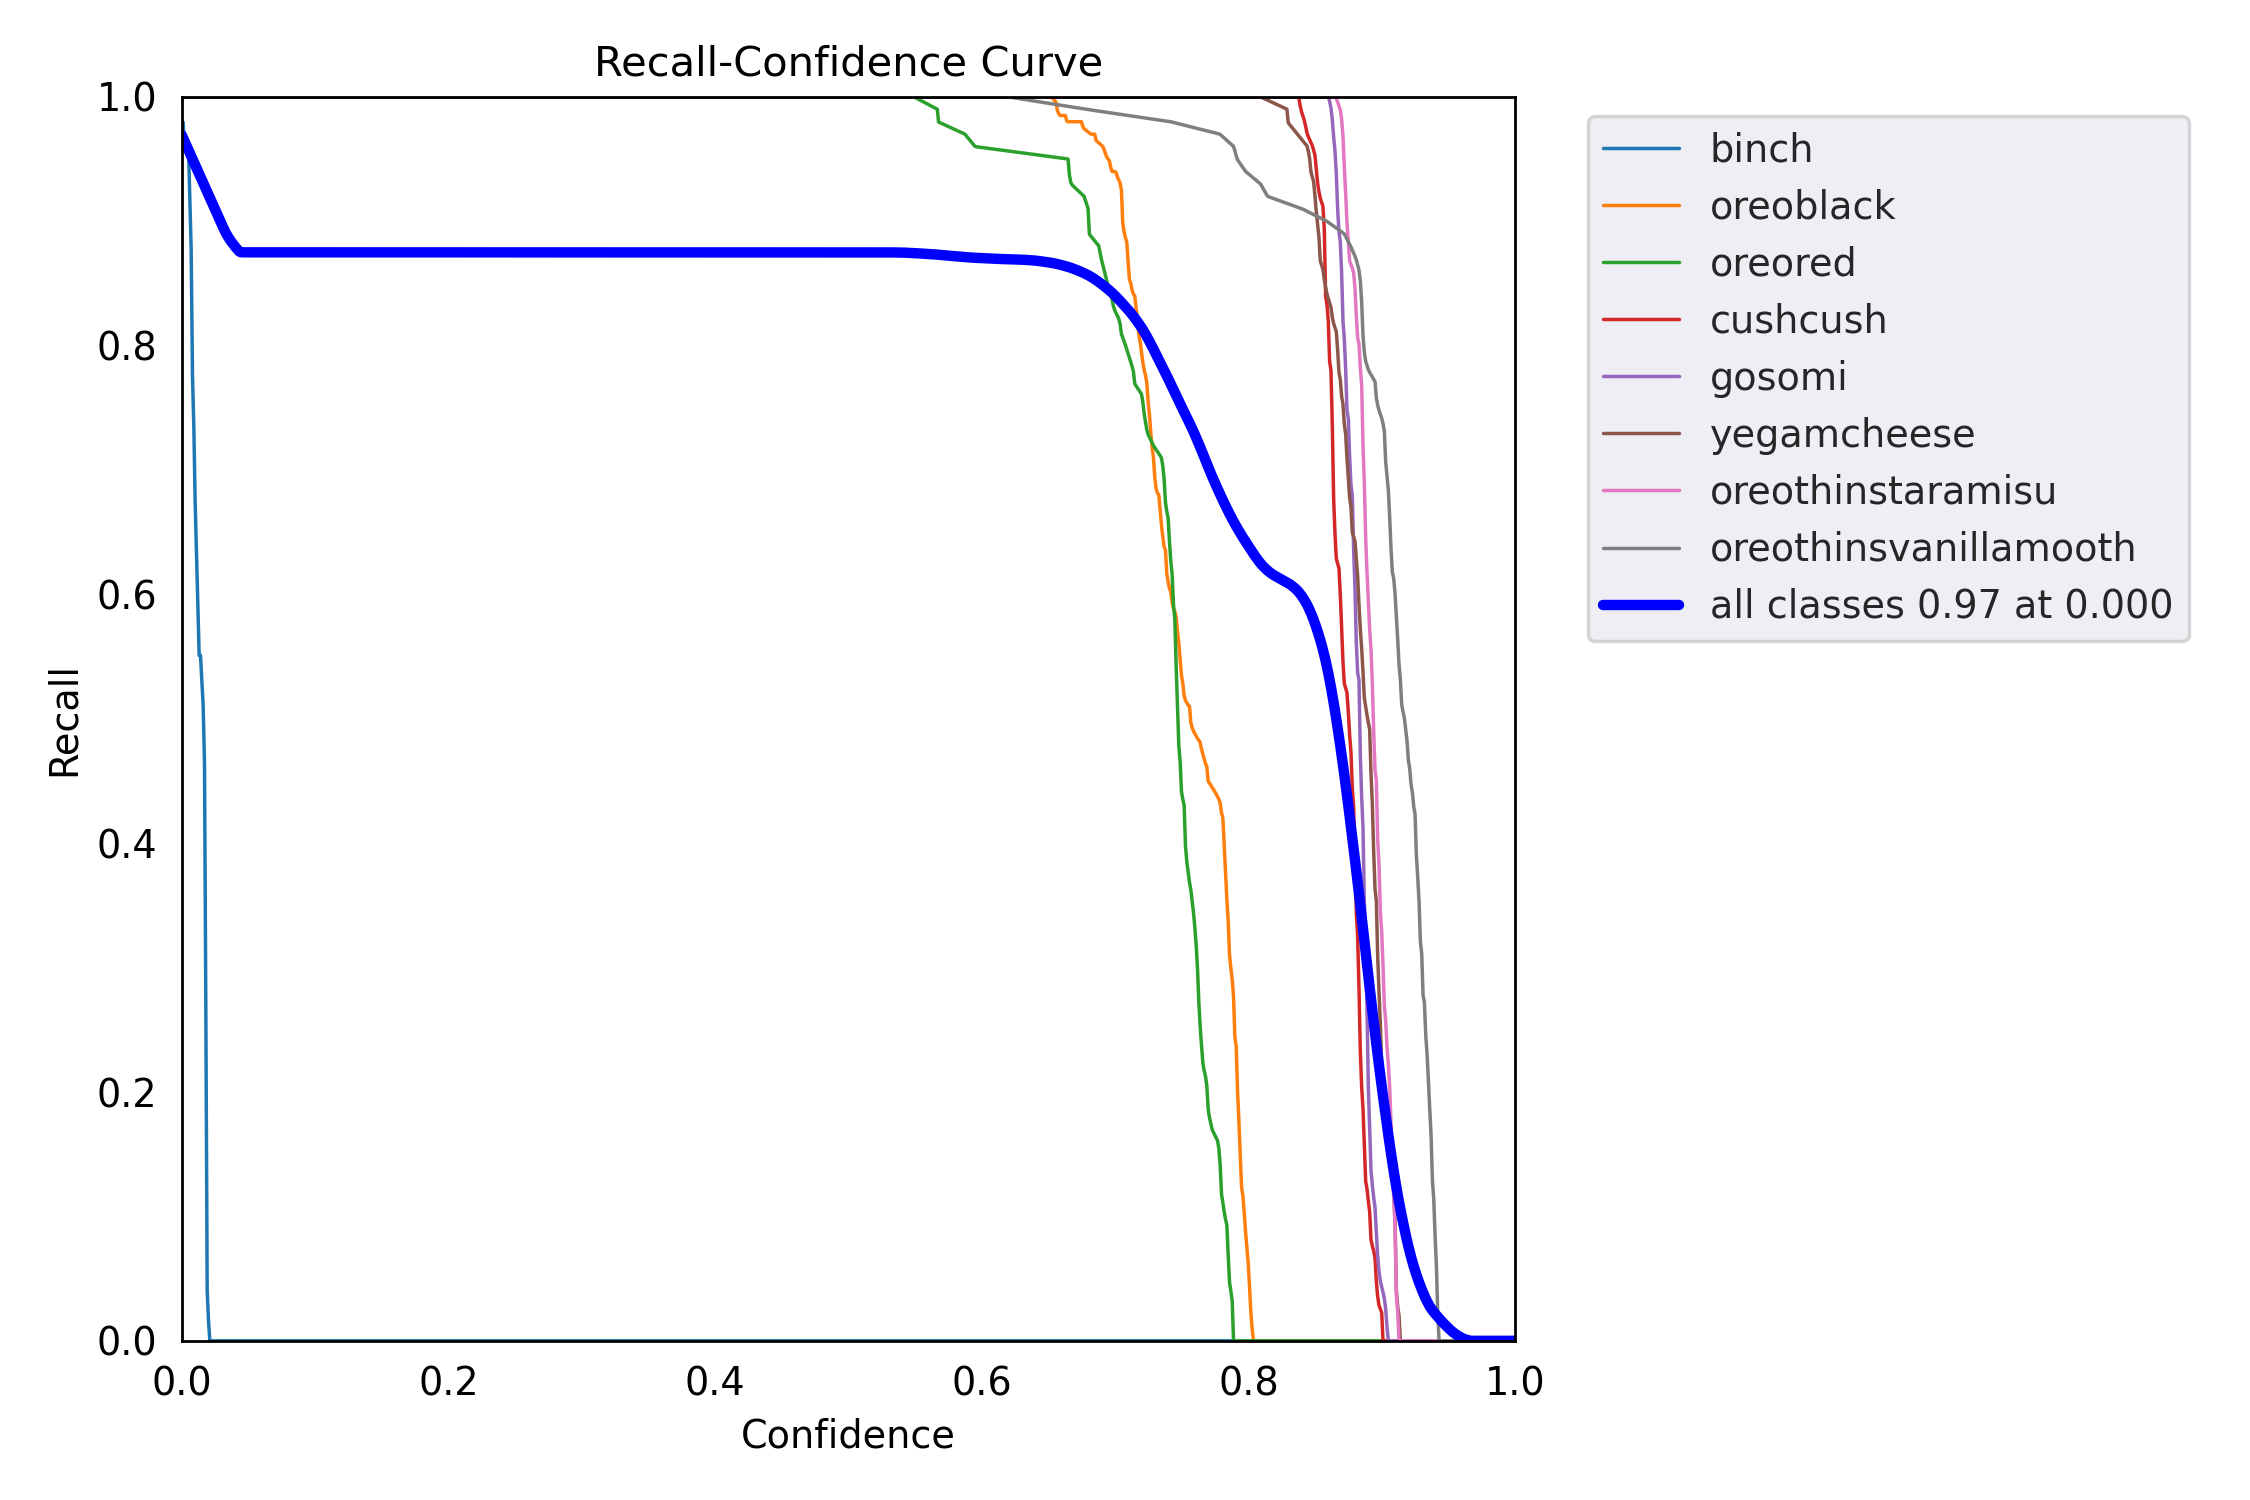 Recall-Confidence Curve
1.0
0.8
0.6
0.4
0.2
0.0
Recall
0.0 0.2 0.4 0.6 0.8 1.0
Confidence
binch
oreoblack
oreored
cushcush
gosomi
yegamcheese
oreothinstaramisu
oreothinsvanillamooth
all classes 0.97 at 0.000